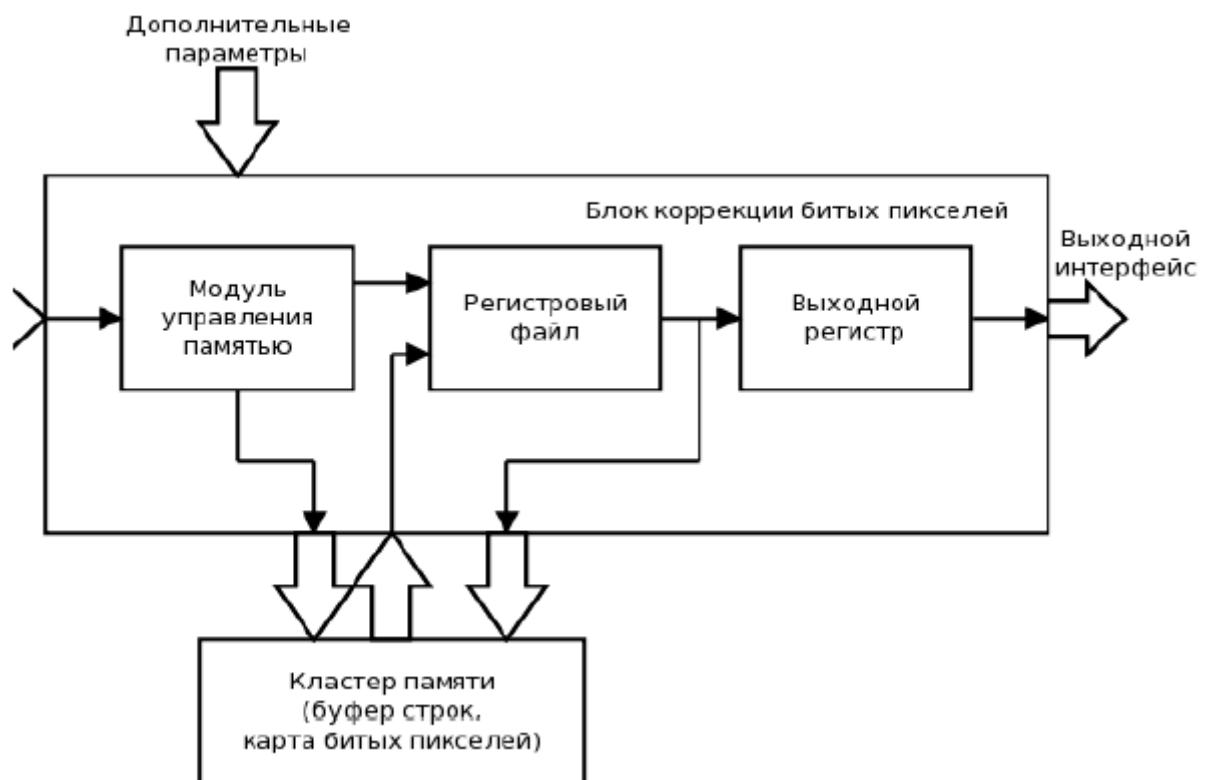 Дополнительные
параметры
Блок коррекции битых пикселей
Выходной
интерфейс
Модуль
управления
памятью
Регистровый
файл
Выходной
регистр
Кластер памяти
(буфер строк,
карта битых пикселей)